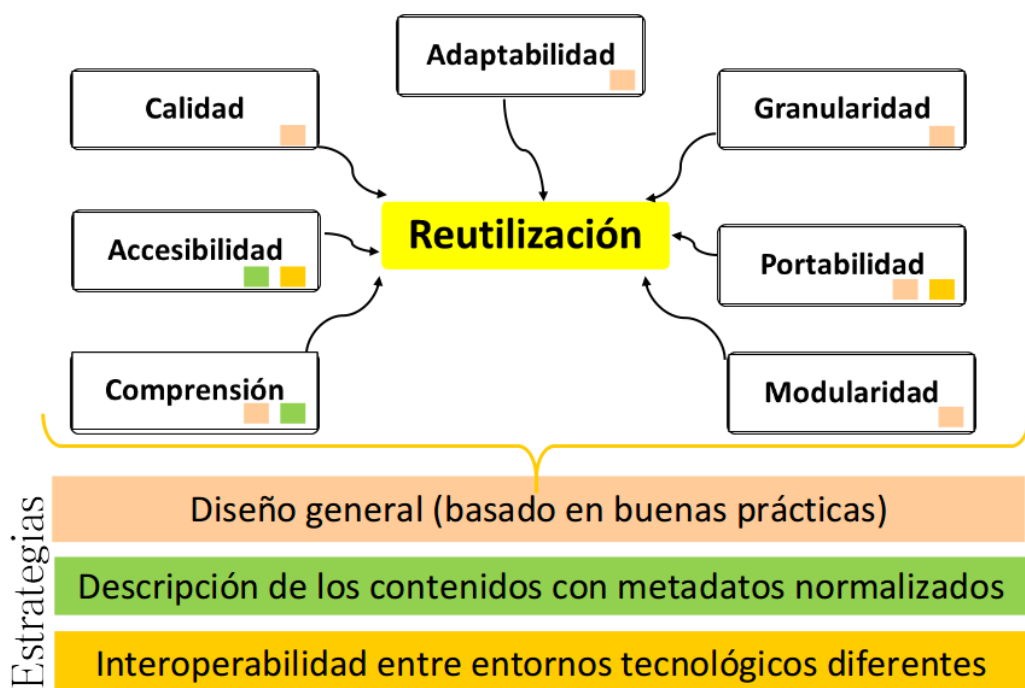 Adaptabilidad
Calidad
Granularidad
Reutilización
Accesibilidad
Portabilidad
Comprensión
Modularidad
Estrategias
Diseño general (basado en buenas prácticas)
Descripción de los contenidos con metadatos normalizados
Interoperabilidad entre entornos tecnológicos diferentes